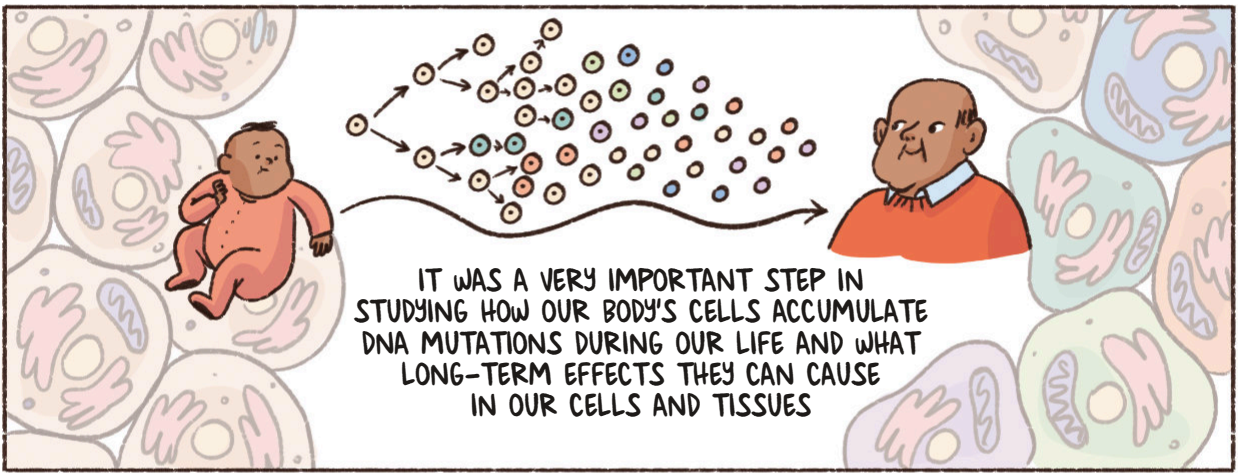 IT WAS A VERY IMPORTANT STEP IN
STUDYING HOW OUR BODY'S CELLS ACCUMULATE
DNA MUTATIONS DURING OUR LIFE AND WHAT
LONG-TERM EFFECTS THEY CAN CAUSE
IN OUR CELLS AND TISSUES